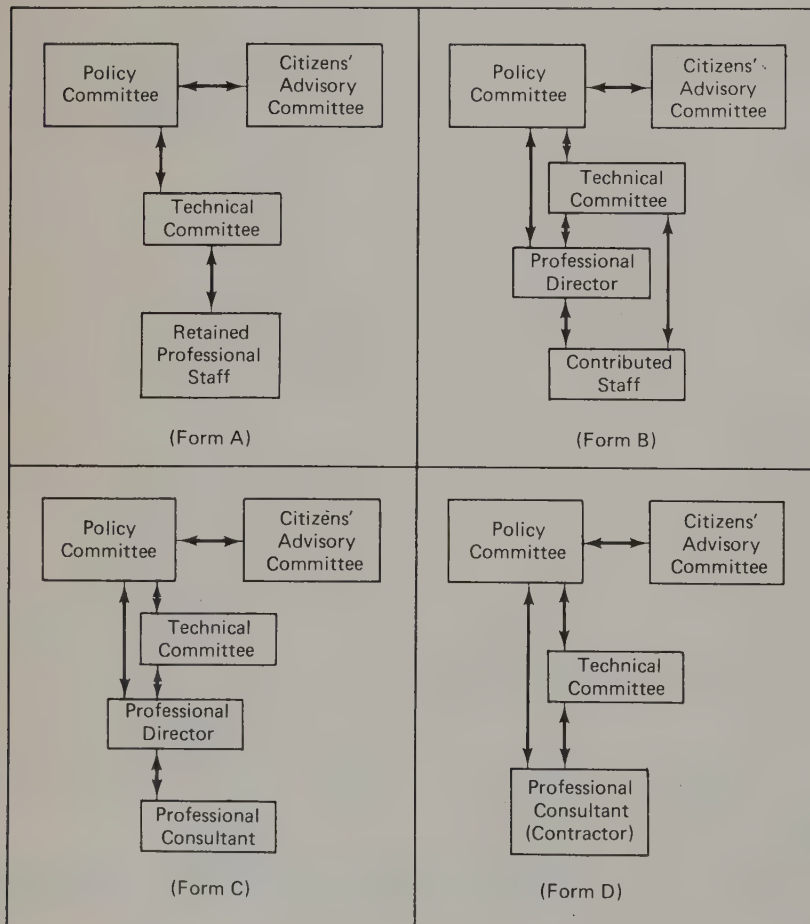 Policy
Committee
Citizens'
Advisory
Committee
Technical
Committee
Retained
Professional
Staff
(Form A)
Policy
Committee
Citizens'
Advisory
Committee
Technical
Committee
Professional
Director
Contributed
Staff
(Form B)
Policy
Committee
Citizens'
Advisory
Committee
Technical
Committee
Professional
Director
Professional
Consultant
(Form C)
Policy
Committee
Citizens'
Advisory
Committee
Technical
Committee
Professional
Consultant
(Contractor)
(Form D)